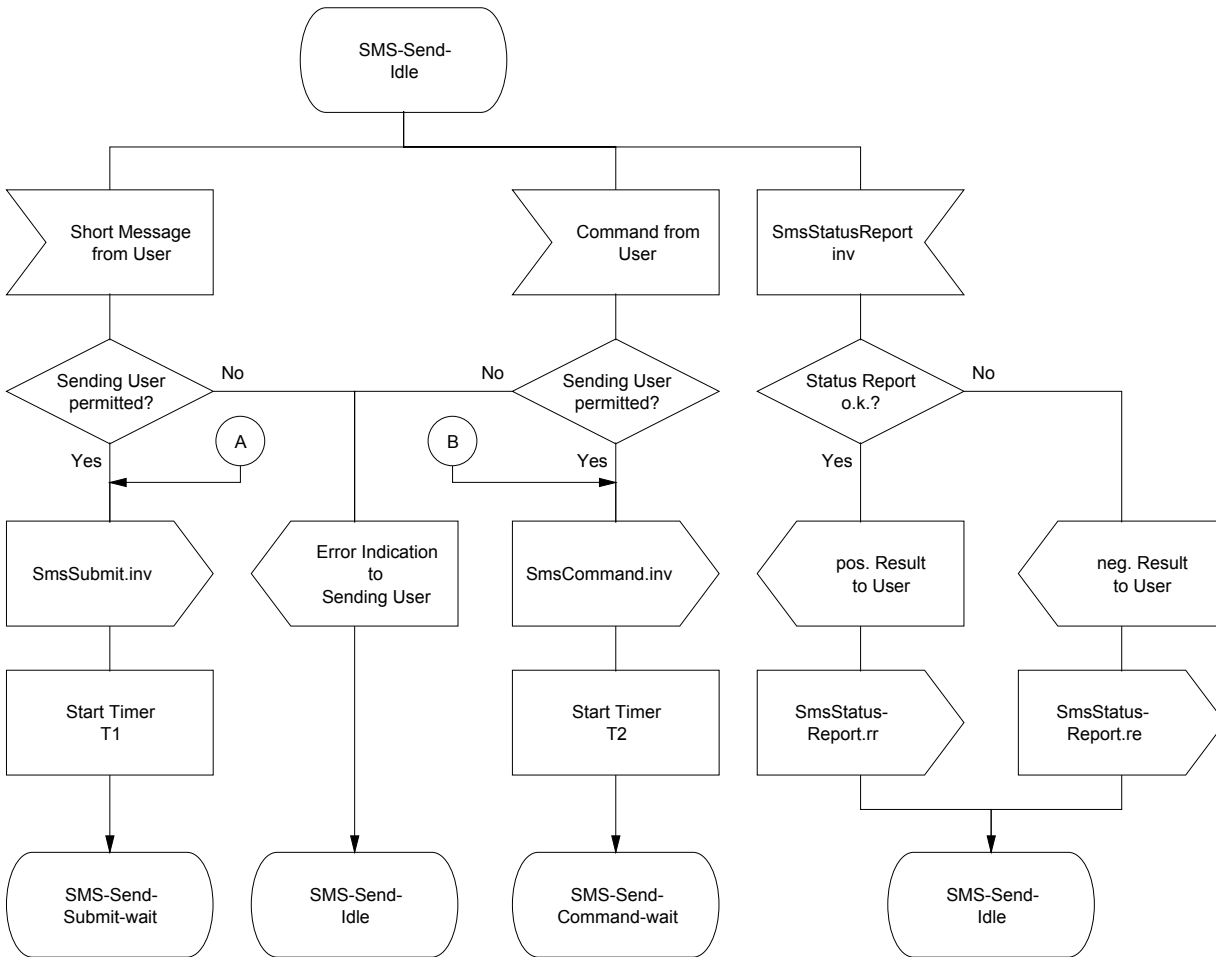 SMS-Send-
Idle
Short Message
from User
Command from
User
SmsStatusReport
inv
Sending User
permitted?
No
No
Sending User
permitted?
Status Report
o.k.?
No
Yes
A
B
Yes
Yes
SmsSubmit.inv
Error Indication
to
Sending User
SmsCommand.inv
pos. Result
to User
neg. Result
to User
Start Timer
T1
Start Timer
T2
SmsStatus-
Report.rr
SmsStatus-
Report.re
SMS-Send-
Submit-wait
SMS-Send-
Idle
SMS-Send-
Command-wait
SMS-Send-
Idle